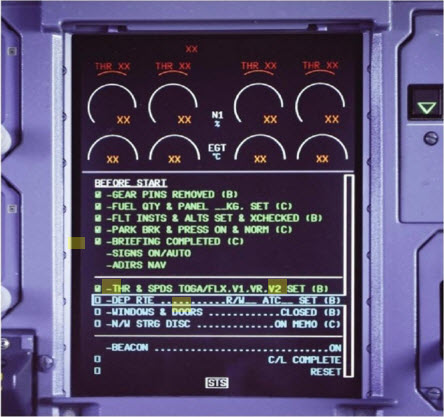 XX
THR XX THR XX THR XX THR XX
XX XX N1 XX XX
%
EGT
XX XX °C XX XX
BEFORE START
-GEAR PINS REMOVED (B)
-FUEL QTY & PANEL __KG. SET (C)
-FLT INSTS & ALTS SET & XCHECKED (B)
-PARK BRK & PRESS ON & NORM (C)
-BRIEFING COMPLETED (C)
-SIGNS ON/AUTO
-ADIRS NAV
-THR & SPDS TOGA/FLX.V1.VR.V2 SET (B)
-DEP RTE ...........R/W__ ATC__ SET (B)
-WINDOWS & DOORS .............CLOSED (B)
-N/W STRG DISC ..............ON MEMO (C)
-BEACON .............................ON
C/L COMPLETE
RESET
STS